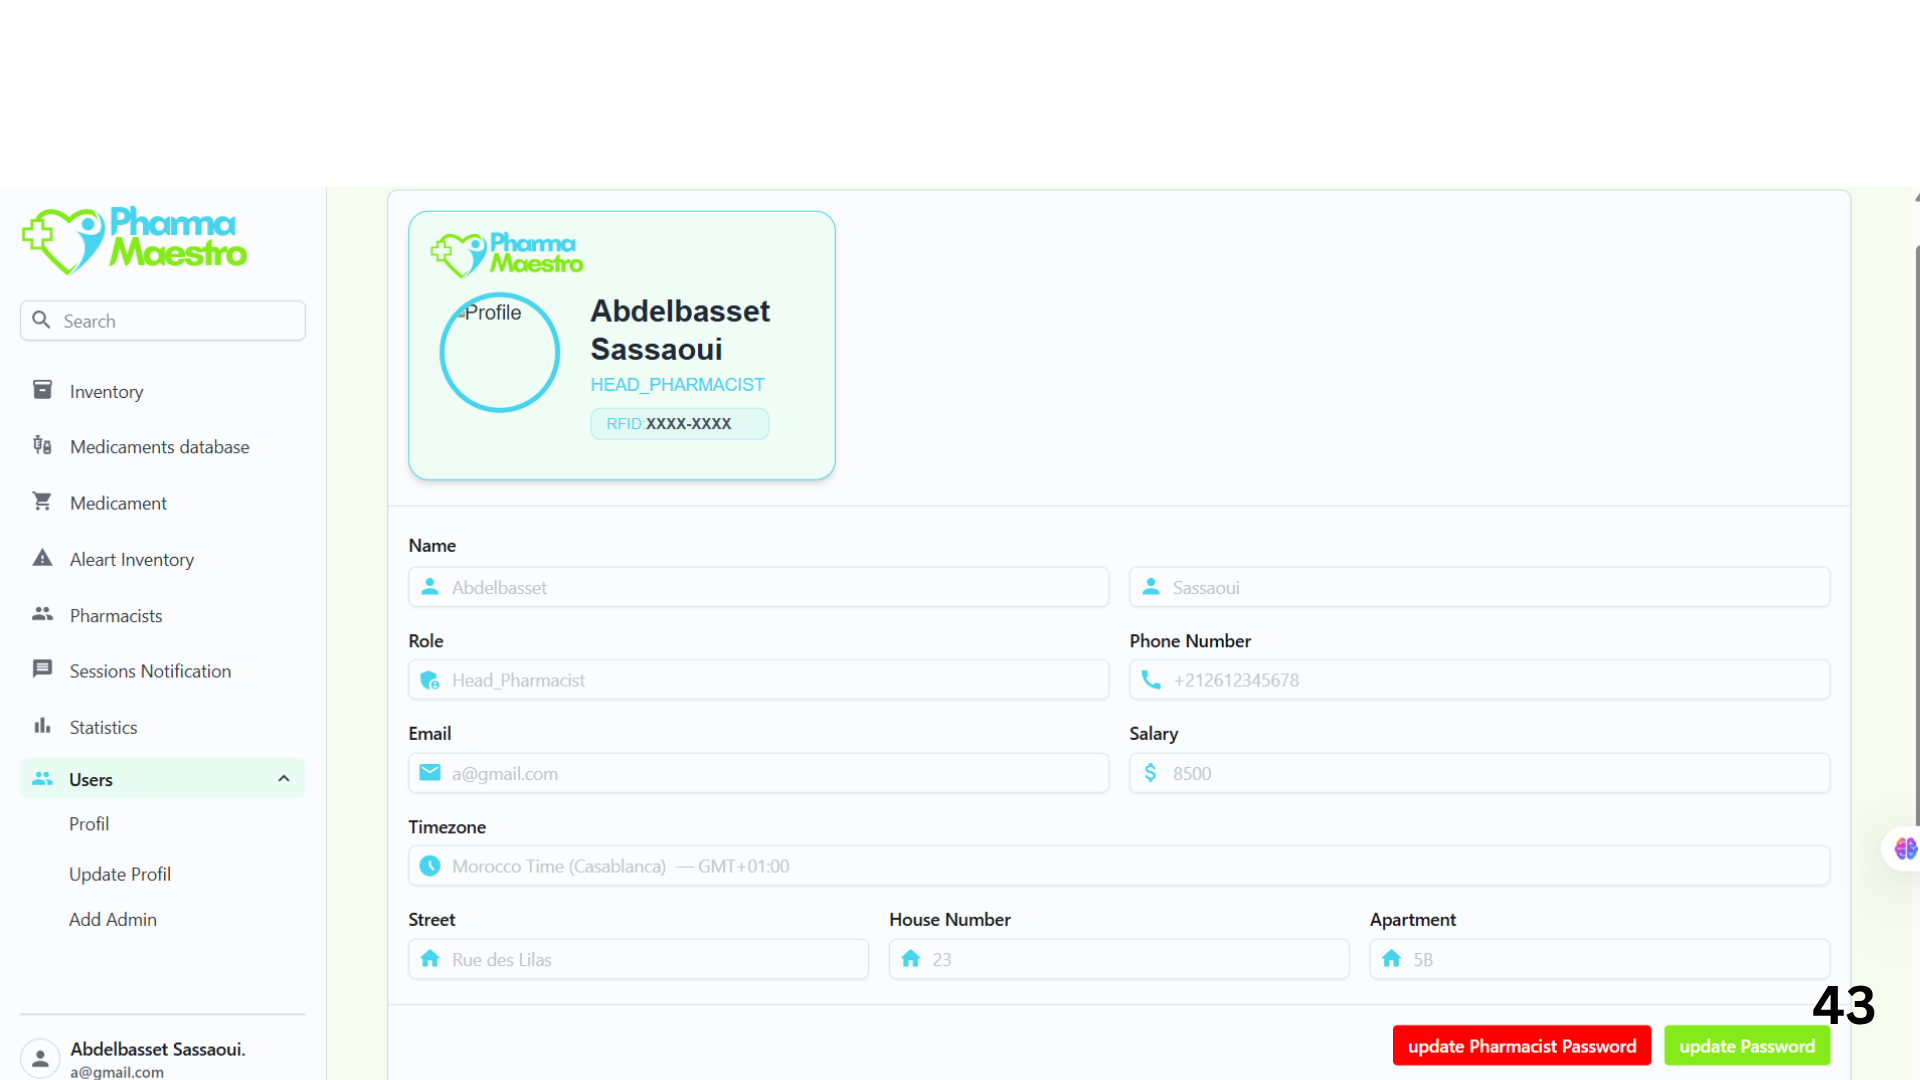 Pharma
Maestro
Search
Inventory
Medicaments database
Medicament
Aleart Inventory
Pharmacists
Sessions Notification
Statistics
Users
Profil
Update Profil
Add Admin
Abdelbasset Sassaoui.
a@gmail.com
Pharma
Maestro
Profile
Abdelbasset
Sassaoui
HEAD_PHARMACIST
RFID:XXXX-XXXX
Name
Abdelbasset
Sassaoui
Role
Phone Number
Head_Pharmacist
+212612345678
Email
Salary
a@gmail.com
8500
Timezone
Morocco Time (Casablanca) — GMT+01:00
Street
House Number
Apartment
Rue des Lilas
23
5B
43
update Pharmacist Password
update Password